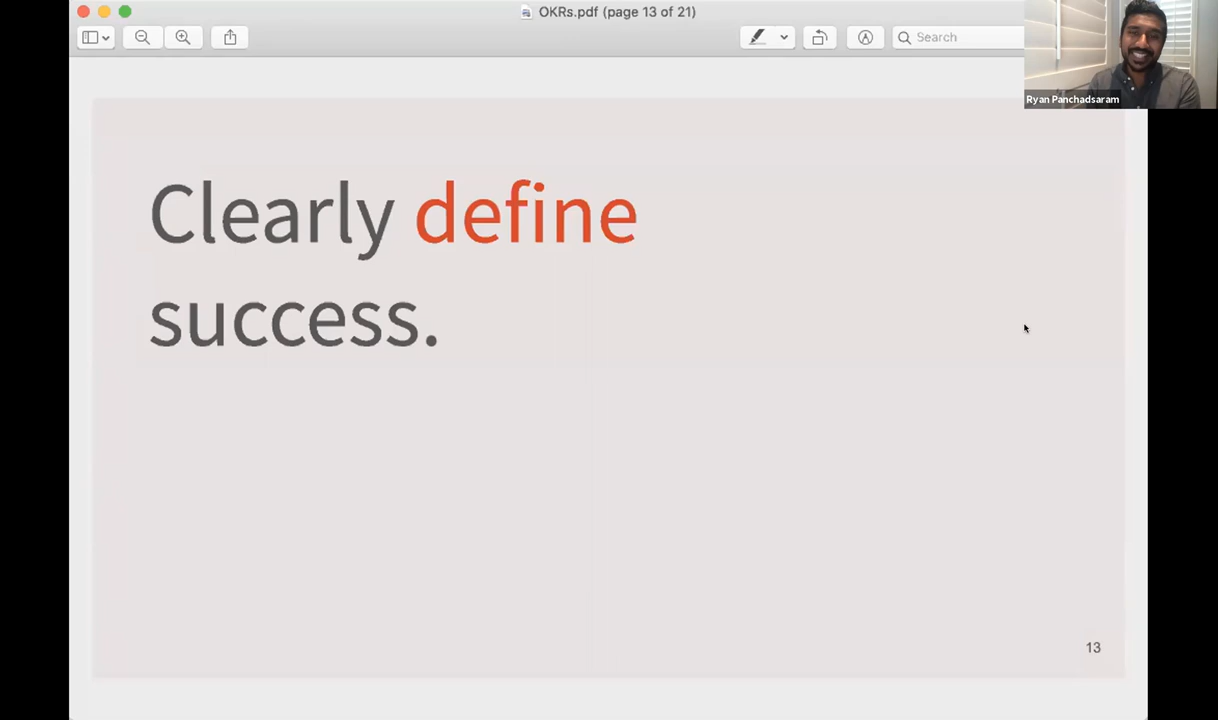 OKRs.pdf (page 13 of 21)
Search
Ryan Panchadsaram
Clearly define
success.
13